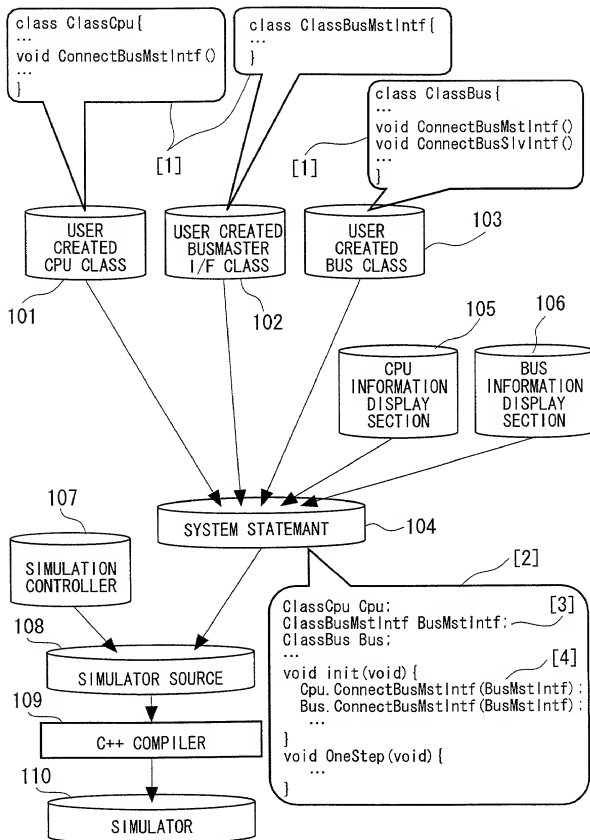 class ClassCpu{
…
void ConnectBusMstIntf()
…
}
class ClassBusMstIntf{
…
}
class ClassBus{
…
void ConnectBusMstIntf()
void ConnectBusSlvIntf()
…
}
[1]
[1]
USER
CREATED
CPU CLASS
101
USER CREATED
BUSMASTER
I/F CLASS
102
USER
CREATED
BUS CLASS
103
105
106
CPU
INFORMATION
DISPLAY
SECTION
BUS
INFORMATION
DISPLAY
SECTION
107
SIMULATION
CONTROLLER
SYSTEM STATEMANT
104
[2]
ClassCpu Cpu;
ClassBusMstIntf BusMstIntf;
[3]
ClassBus Bus;
…
void init(void){
[4]
Cpu.ConnectBusMstIntf(BusMstIntf);
Bus.ConnectBusMstIntf(BusMstIntf);
…
}
void OneStep(void){
…
}
108
SIMULATOR SOURCE
109
C++ COMPILER
110
SIMULATOR